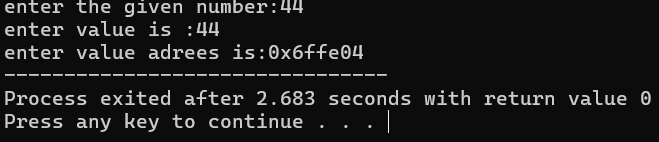 enter the given number:44
enter value is :44
enter value adrees is:0x6ffe04
--------------------------------
Process exited after 2.683 seconds with return value 0
Press any key to continue . . .